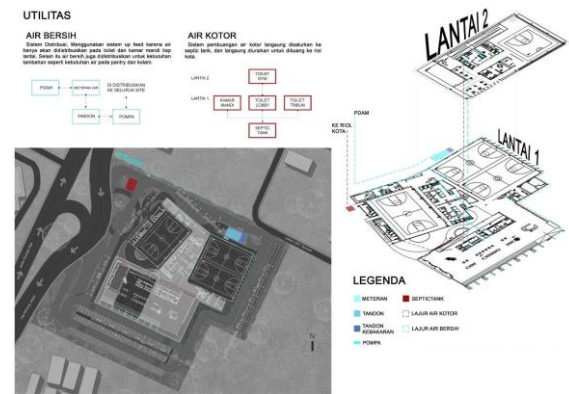 UTILITAS
AIR BERSIH
Sistem Distribusi, Menggunakan sistem up feed karena air
hanya akan didistribusikan pada toilet dan kamar mandi tiap
lantai. Selain itu air bersih juga didistribusikan untuk kebutuhan
tambahan seperti kebutuhan air pada pantry dan kolam.
PDAM
METERAN AIR
DI DISTRIBUSIKAN
KE SELURUH SITE
TANDON
POMPA
AIR KOTOR
Sistem pembuangan air kotor langsung disalurkan ke
septic tank, dan langsung diuraikan untuk dibuang ke riol
kota.
LANTAI 2
TOILET
GYM
LANTAI 1
KAMAR
MANDI
TOILET
LOBBY
TOILET
TRIBUN
SEPTIC
TANK
N
LANTAI 2
PDAM
KE RIOL
KOTA
LANTAI 1
LEGENDA
METERAN
SEPTICTANK
TANDON
LAJUR AIR KOTOR
TANDON
KEBAKARAN
LAJUR AIR BERSIH
POMPA